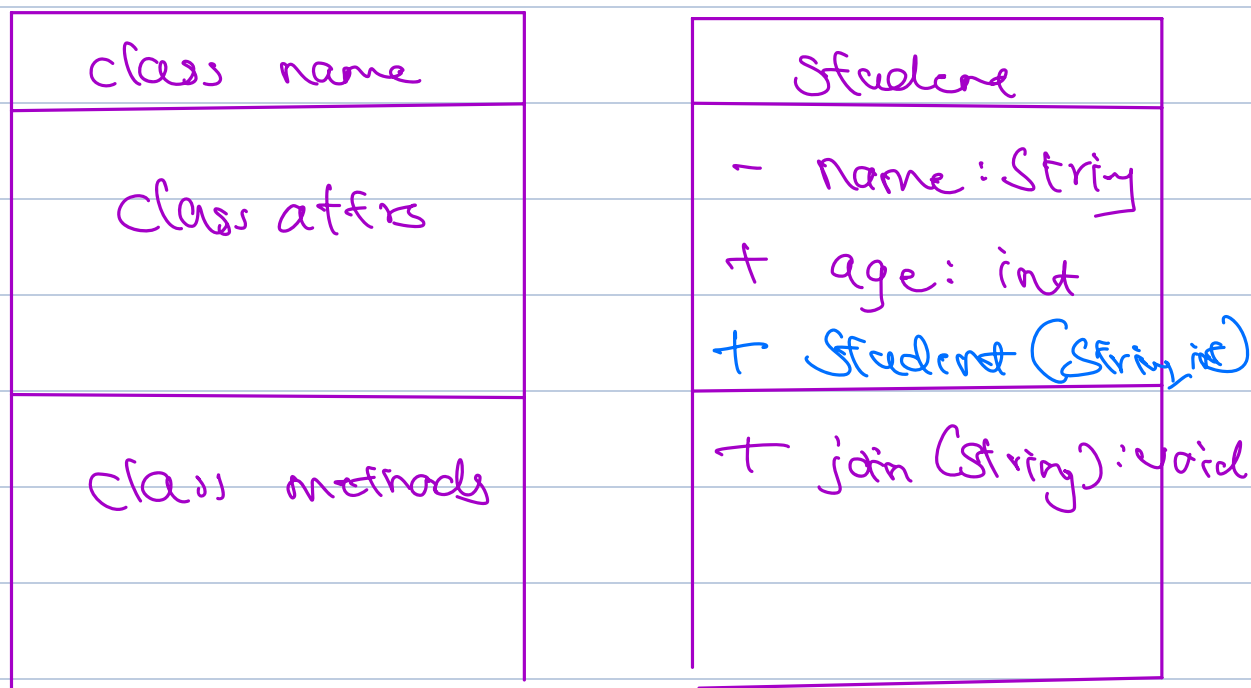 class name
class attrs
class methods
Student
- name: String
+ age: int
+ Student (String, int)
+ join (String): void